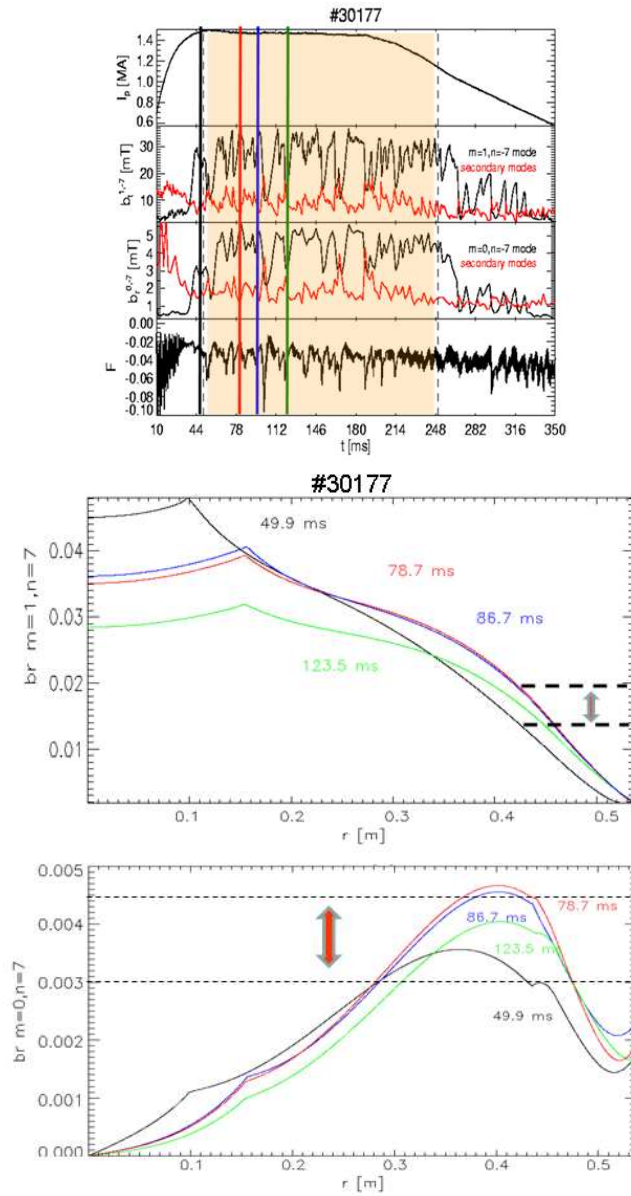 #30177
Ip [MA]
1.4
1.2
1.0
0.8
0.6
bt1,-7 [mT]
30
20
10
m=1,n=-7 mode
secondary modes
bt0,-7 [mT]
5
4
3
2
1
m=0,n=-7 mode
secondary modes
F
0.00
-0.02
-0.04
-0.06
-0.08
-0.10
10 44 78 112 146 180 214 248 282 316 350
t [ms]
#30177
br m=1,n=7
0.04
0.03
0.02
0.01
49.9 ms
78.7 ms
86.7 ms
123.5 ms
0.1 0.2 0.3 0.4 0.5
r [m]
br m=0,n=7
0.005
0.004
0.003
0.002
0.001
0.000
78.7 ms
86.7 ms
123.5 ms
49.9 ms
0.1 0.2 0.3 0.4 0.5
r [m]